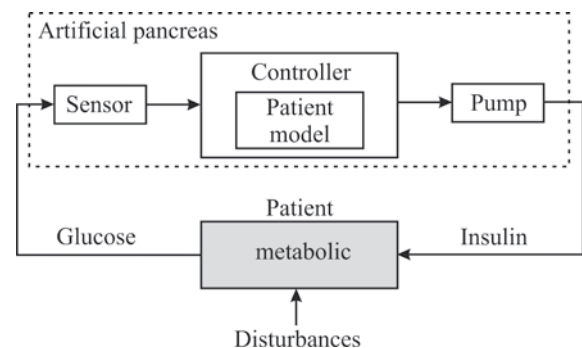 Artificial pancreas
Controller
Sensor
Patient
model
Pump
Patient
Glucose
metabolic
Insulin
Disturbances